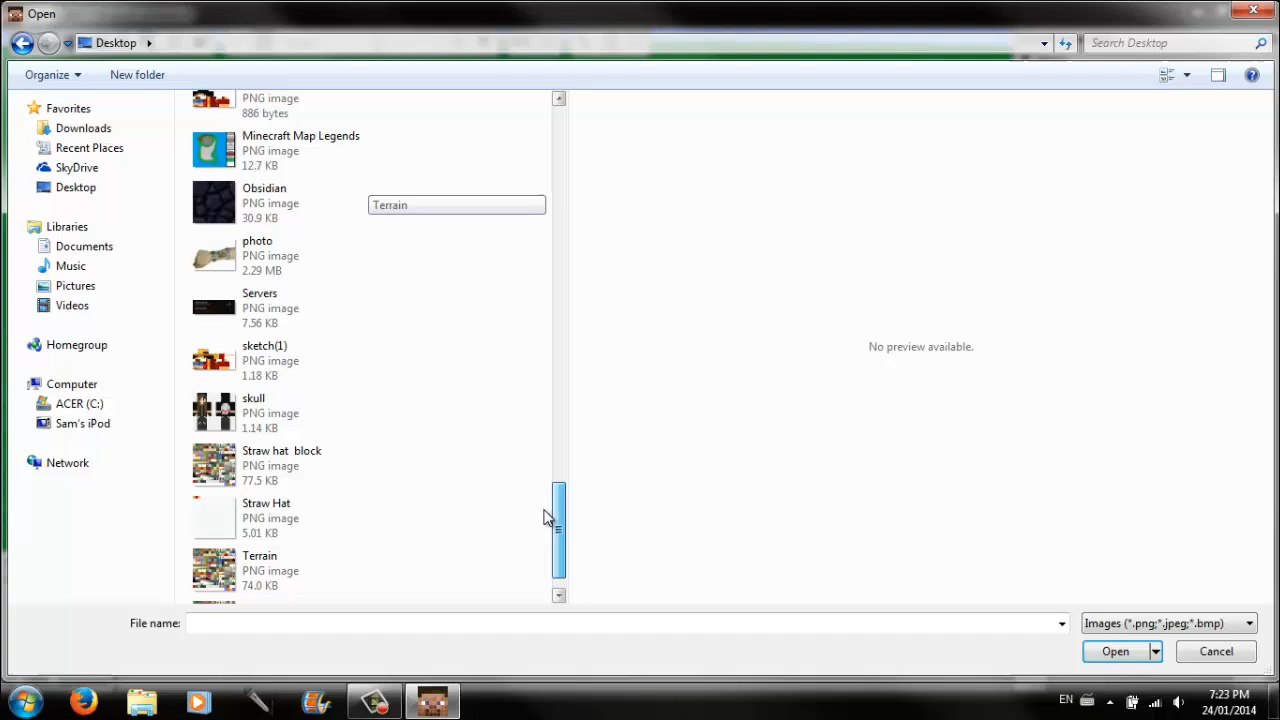 Open
Desktop
Search Desktop
Organize
New folder
Favorites
Downloads
Recent Places
SkyDrive
Desktop
Libraries
Documents
Music
Pictures
Videos
Homegroup
Computer
ACER (C:)
Sam's iPod
Network
PNG image
886 bytes
Minecraft Map Legends
PNG image
12.7 KB
Obsidian
PNG image
30.9 KB
Terrain
photo
PNG image
2.29 MB
Servers
PNG image
7.56 KB
sketch(1)
PNG image
1.18 KB
skull
PNG image
1.14 KB
Straw hat block
PNG image
77.5 KB
Straw Hat
PNG image
5.01 KB
Terrain
PNG image
74.0 KB
No preview available.
File name:
Images (*.png;*.jpeg;*.bmp)
Open
Cancel
EN
7:23 PM
24/01/2014